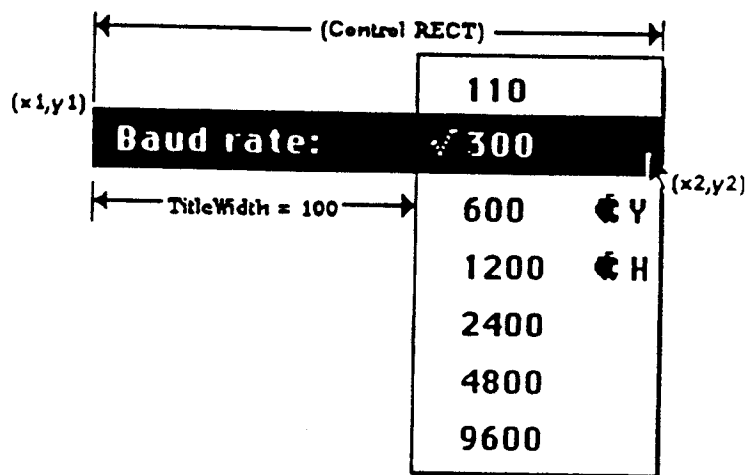 (Control RECT)
110
(x1,y1)
Baud rate: √ 300
(x2,y2)
TitleWidth = 100
600 Y
1200 H
2400
4800
9600